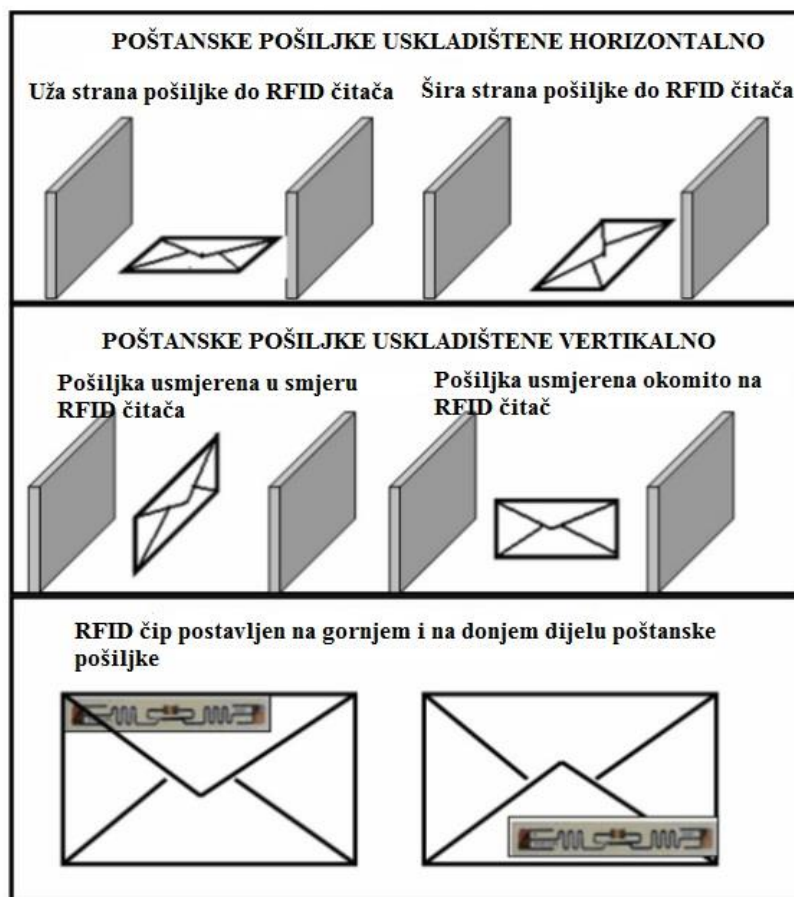 POŠTANSKE POŠILJKE USKLADIŠTENE HORIZONTALNO
Uža strana pošiljke do RFID čitača
Šira strana pošiljke do RFID čitača
POŠTANSKE POŠILJKE USKLADIŠTENE VERTIKALNO
Pošiljka usmjerena u smjeru
RFID čitača
Pošiljka usmjerena okomito na
RFID čitač
RFID čip postavljen na gornjem i na donjem dijelu poštanske
pošiljke